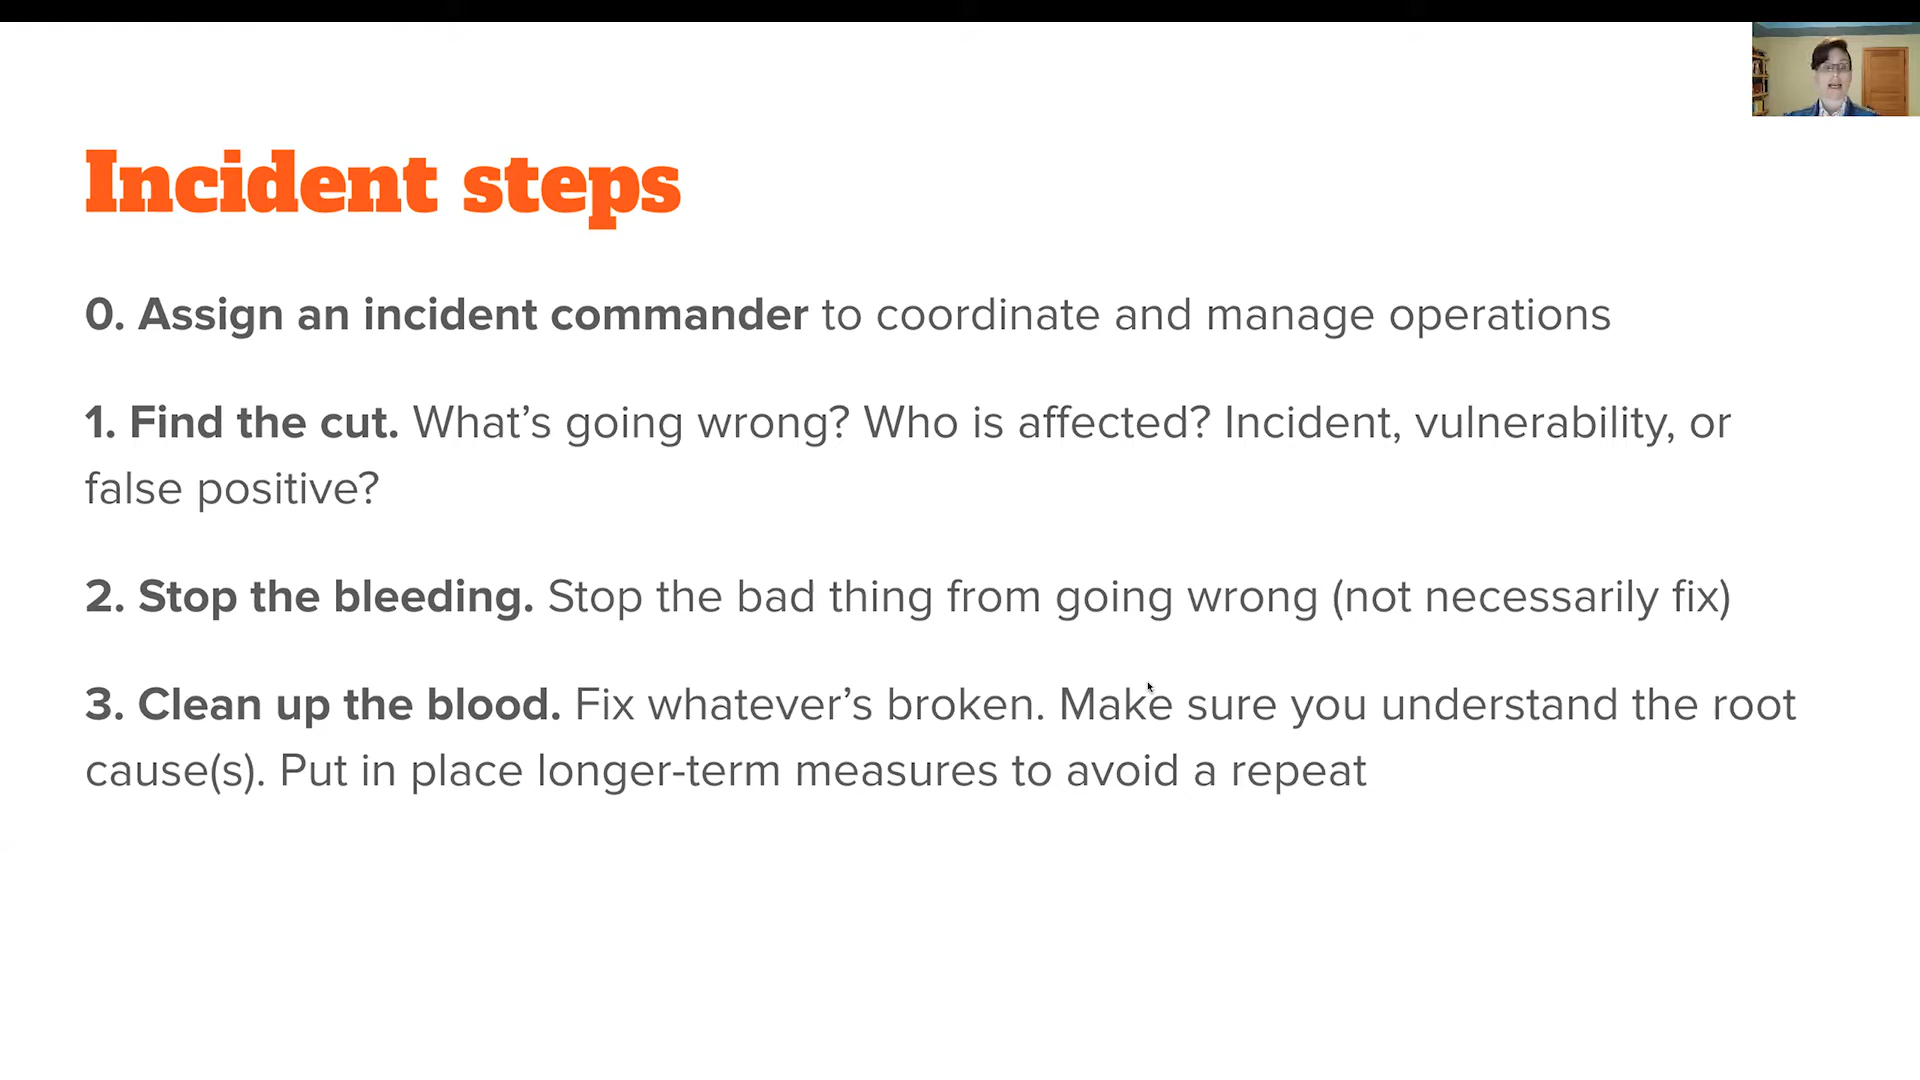 Incident steps
0. Assign an incident commander to coordinate and manage operations
1. Find the cut. What’s going wrong? Who is affected? Incident, vulnerability, or
false positive?
2. Stop the bleeding. Stop the bad thing from going wrong (not necessarily fix)
3. Clean up the blood. Fix whatever’s broken. Make sure you understand the root
cause(s). Put in place longer-term measures to avoid a repeat